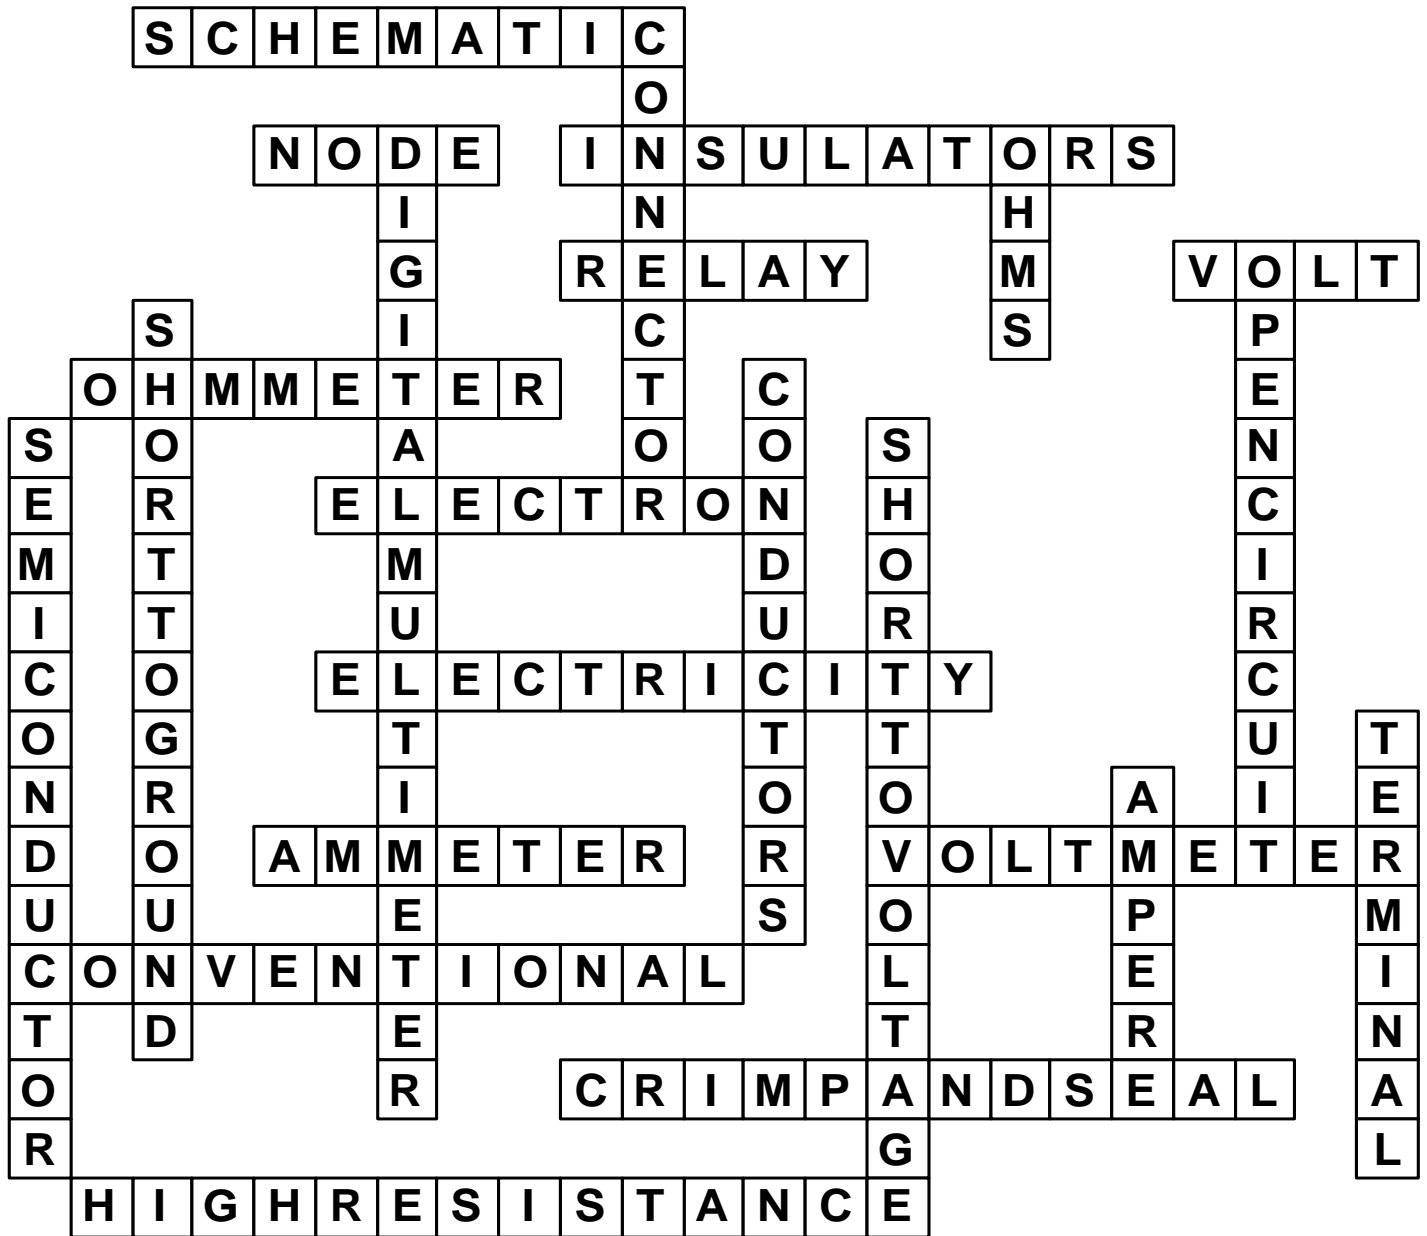 SCHEMATIC
NODE
INSULATORS
RELAY
VOLT
OHMMETER
ELECTRON
ELECTRICITY
AMMETER
VOLTMETER
CONVENTIONAL
CRIMPANDSEAL
HIGHRESISTANCE
CONNECTOR
DIGITALMULTIMETER
OHMS
OPENCIRCUIT
SHORTTOGROUND
CONDUCTORS
SEMICONDUCTOR
SHORTTOVOLTAGE
TERMINAL
AMPERE